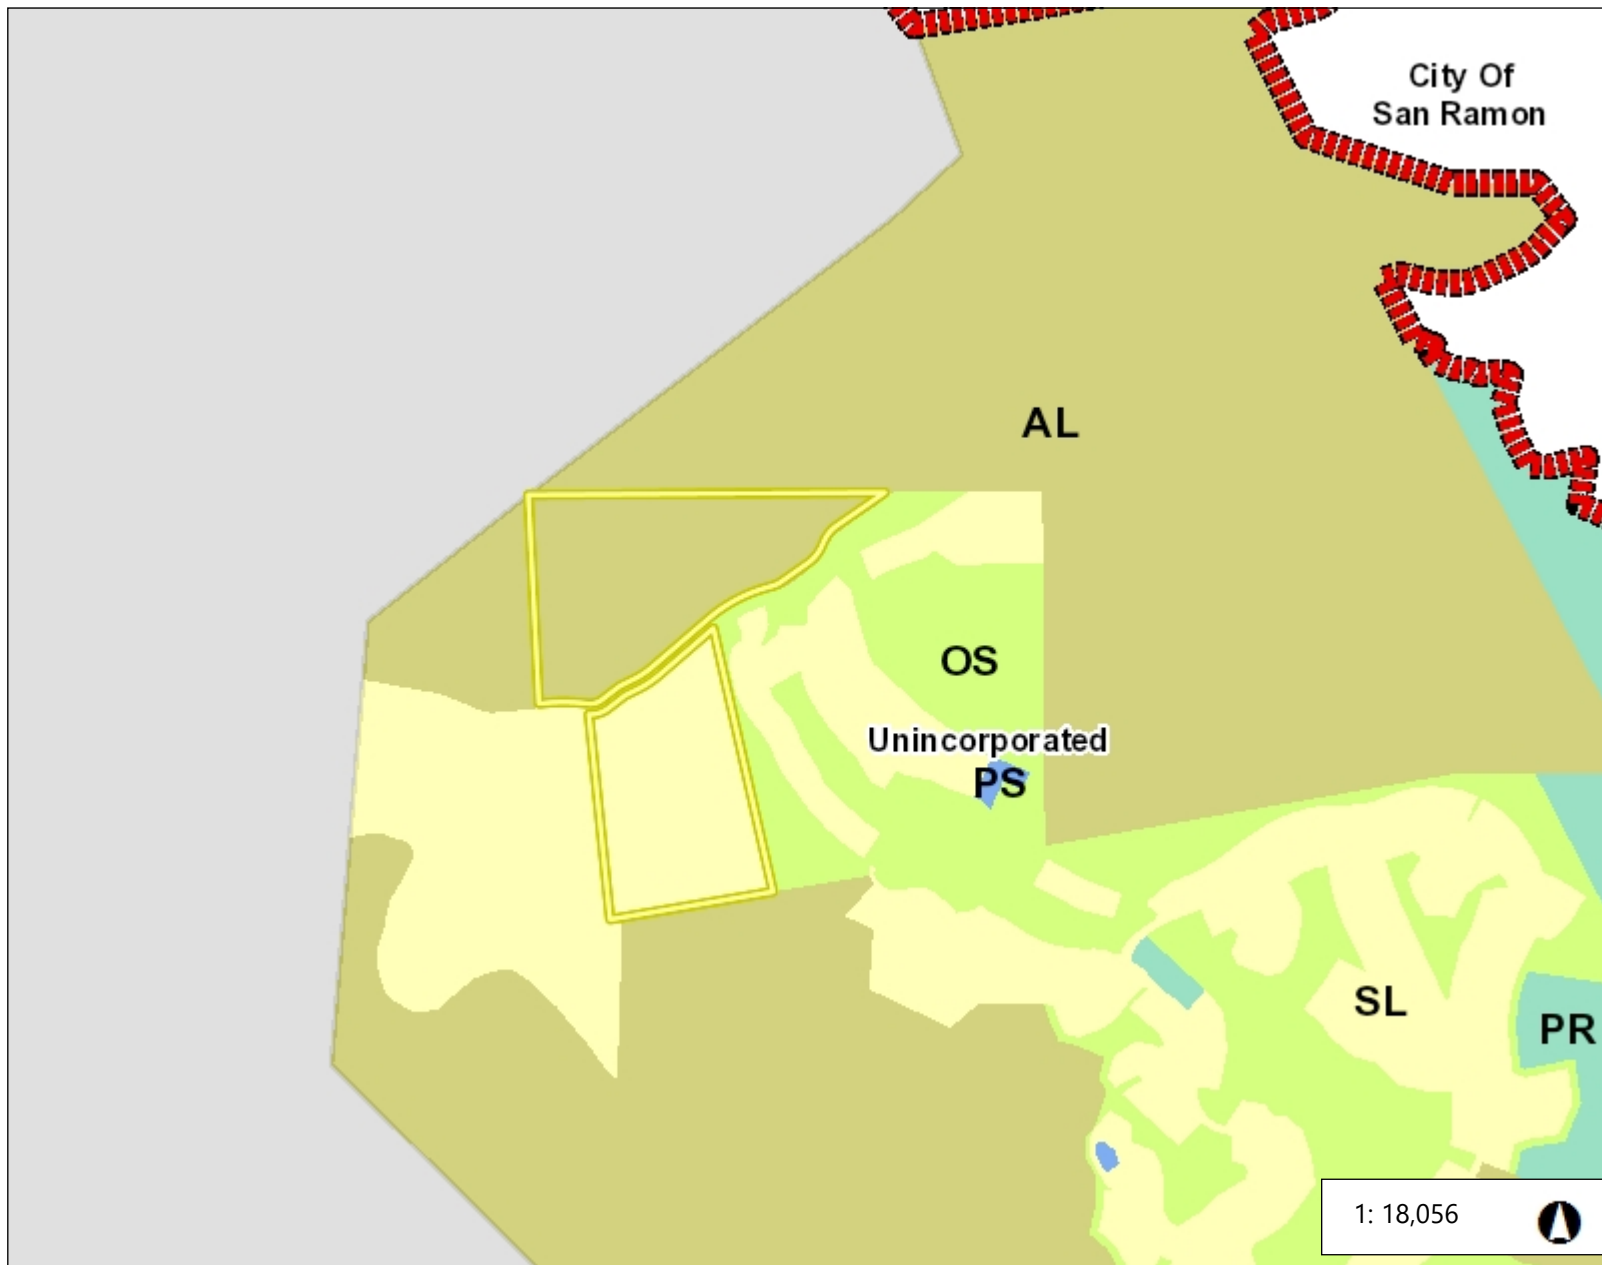 City Of
San Ramon
AL
OS
Unincorporated
PS
SL
PR
1: 18,056